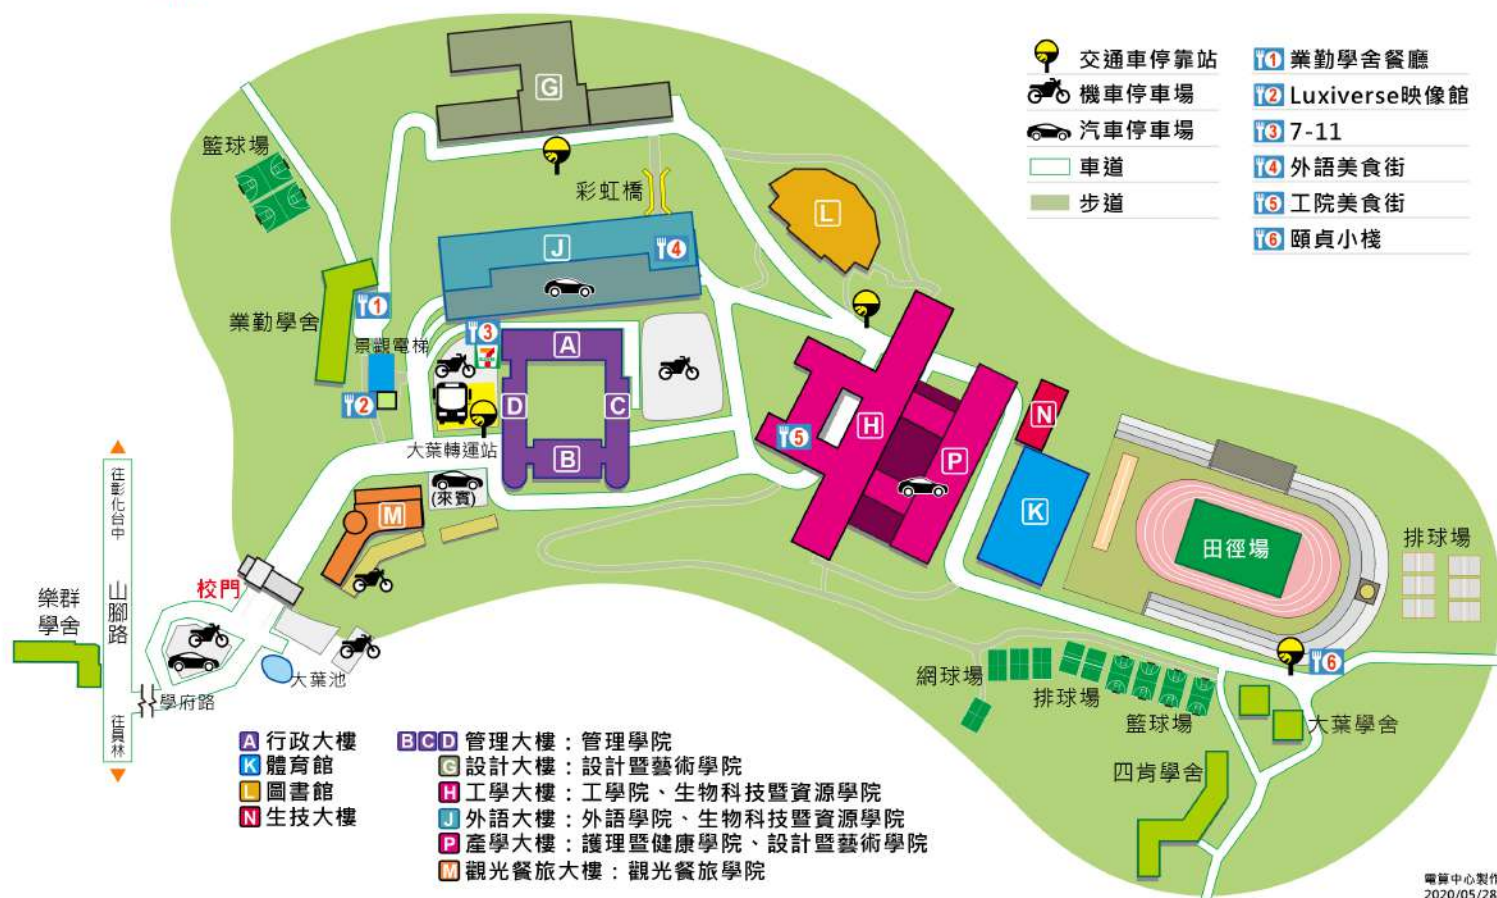 G
籃球場
彩虹橋
L
J
4
1
業勤學舍
景觀電梯
3
7
A
2
D
C
N
大葉轉運站
5
H
B
P
(來賓)
M
K
田徑場
排球場
往彰化台中
山腳路
往員林
樂群
學舍
校門
大葉池
學府路
網球場
排球場
籃球場
6
大葉學舍
四肯學舍
交通車停靠站
機車停車場
汽車停車場
車道
步道
1 業勤學舍餐廳
2 Luxiverse映像館
3 7-11
4 外語美食街
5 工院美食街
6 頤貞小棧
A 行政大樓
K 體育館
L 圖書館
N 生技大樓
BCD 管理大樓：管理學院
G 設計大樓：設計暨藝術學院
H 工學大樓：工學院、生物科技暨資源學院
J 外語大樓：外語學院、生物科技暨資源學院
P 產學大樓：護理暨健康學院、設計暨藝術學院
M 觀光餐旅大樓：觀光餐旅學院
電算中心製作
2020/05/28